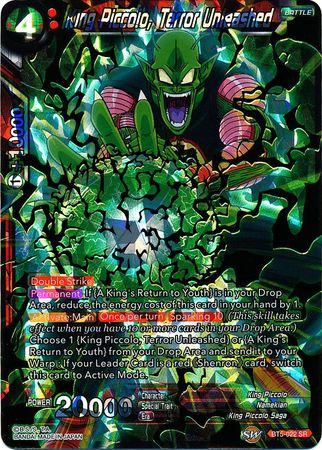 4
King Piccolo, Terror Unleashed
BATTLE
Double Strike
Permanent If {A King's Return to Youth} is in your Drop
Area, reduce the energy cost of this card in your hand by 1.
Activate:Main Once per turn Sparking 10 (This skill takes
effect when you have 10 or more cards in your Drop Area.)
Choose 1 {King Piccolo, Terror Unleashed} or {A King's
Return to Youth} from your Drop Area and send it to your
Warp : If your Leader Card is a red 《Shenron》 card, switch
this card to Active Mode.
POWER 20000
Character King Piccolo
Special Trait Namekian
Era King Piccolo Saga
©B.S./S., T.A.
BANDAI MADE IN JAPAN
BT5-022 SR